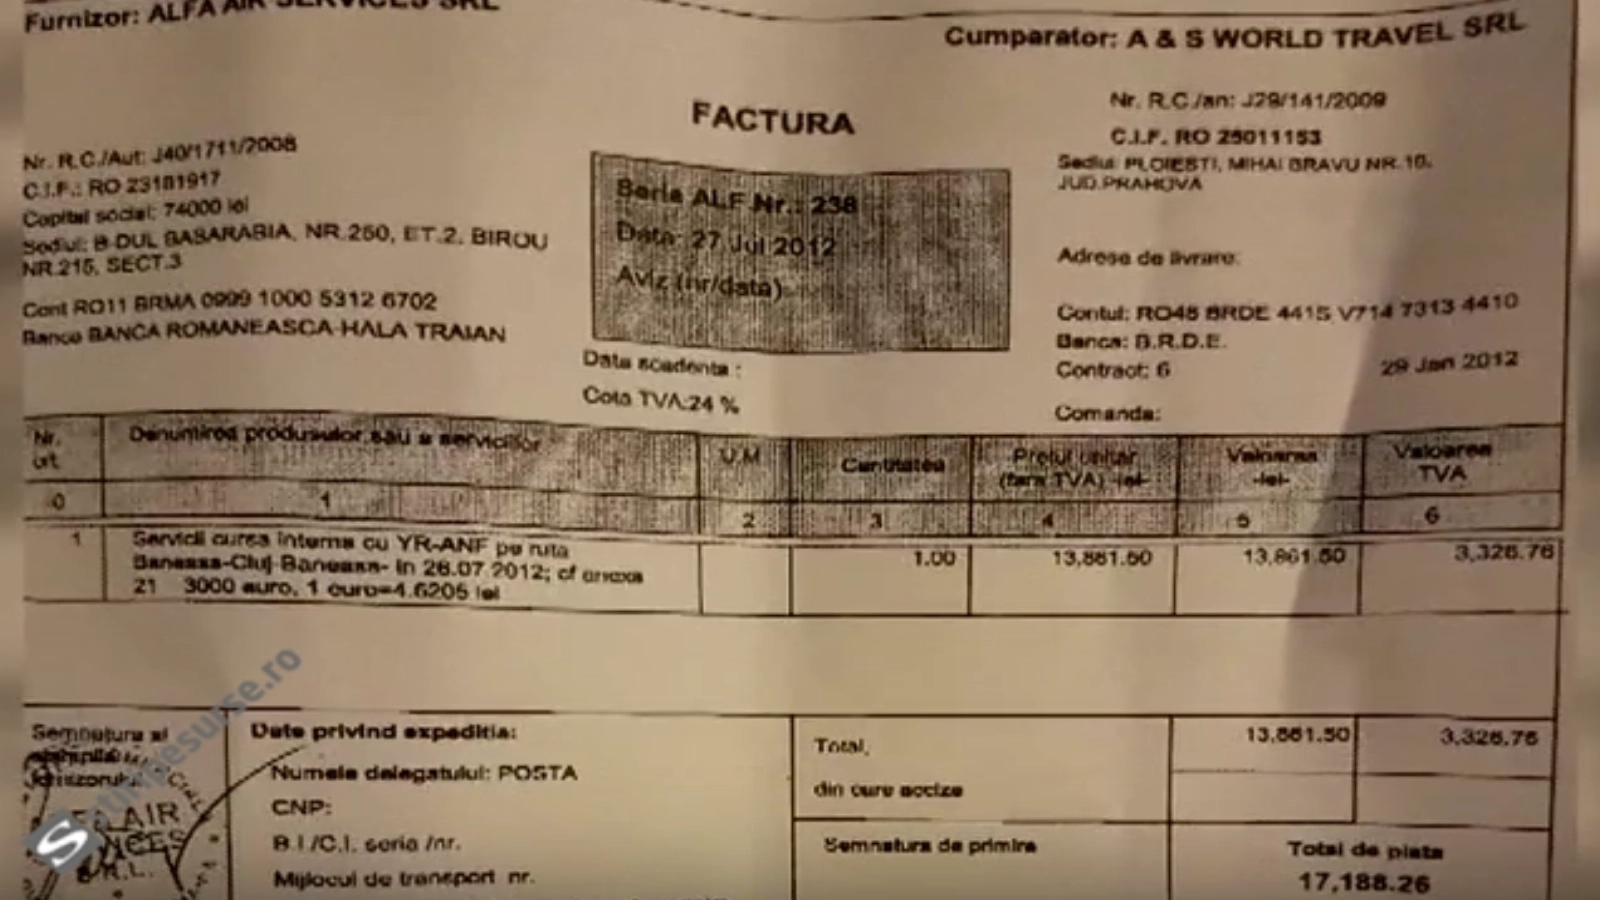 Furnizor: ALFA AIR SERVICES SRL
Cumparator: A & S WORLD TRAVEL SRL
FACTURA
Nr. R.C./Aut: J40/1711/2008
C.I.F.: RO 23181917
Capital social: 74000 lei
Sediul: B-DUL BASARABIA, NR.250, ET.2, BIROU
NR.215, SECT.3
Cont RO11 BRMA 0999 1000 5312 6702
Banca BANCA ROMANEASCA-HALA TRAIAN
Seria ALF Nr.: 238
Data: 27 Jul 2012
Aviz (nr/data)
Data scadenta :
Cota TVA:24 %
Nr. R.C./an: J29/141/2009
C.I.F. RO 25011153
Sediul: PLOIESTI, MIHAI BRAVU NR.10,
JUD.PRAHOVA
Adresa de livrare:
Contul: RO48 BRDE 441S V714 7313 4410
Banca: B.R.D.E.
Contract: 6 29 Jan 2012
Comanda:
Nr. crt Denumirea produselor sau a serviciilor U.M Cantitatea Pretul unitar (fara TVA) -lei- Valoarea -lei- Valoarea TVA
0 1 2 3 4 5 6
1 Servicii cursa interna cu YR-ANF pe ruta 1.00 13,861.50 13,861.50 3,326.76
Baneasa-Cluj-Baneasa- in 26.07.2012; cf anexa
21 3000 euro, 1 euro=4.6205 lei
Semnatura si
stampila
furnizorului
AIR
S.R.L.
Date privind expeditia:
Numele delegatului: POSTA
CNP:
B.I./C.I. seria /nr.
Mijlocul de transport nr.
Total, 13,861.50 3,326.76
din care accize
Semnatura de primire
Total de plata
17,188.26
S
stiripesurse.ro